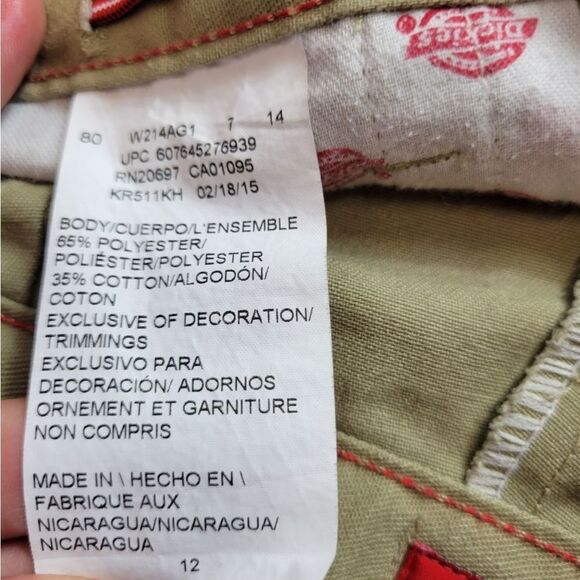 Dickies
®
80 W214AG1 7 14
UPC 607645276939
RN20697 CA01095
KR511KH 02/18/15
BODY/CUERPO/L'ENSEMBLE
65% POLYESTER/
POLIÉSTER/POLYESTER
35% COTTON/ALGODÓN/
COTON
EXCLUSIVE OF DECORATION/
TRIMMINGS
EXCLUSIVO PARA
DECORACIÓN/ ADORNOS
ORNEMENT ET GARNITURE
NON COMPRIS
MADE IN \ HECHO EN \
FABRIQUE AUX
NICARAGUA/NICARAGUA/
NICARAGUA
12